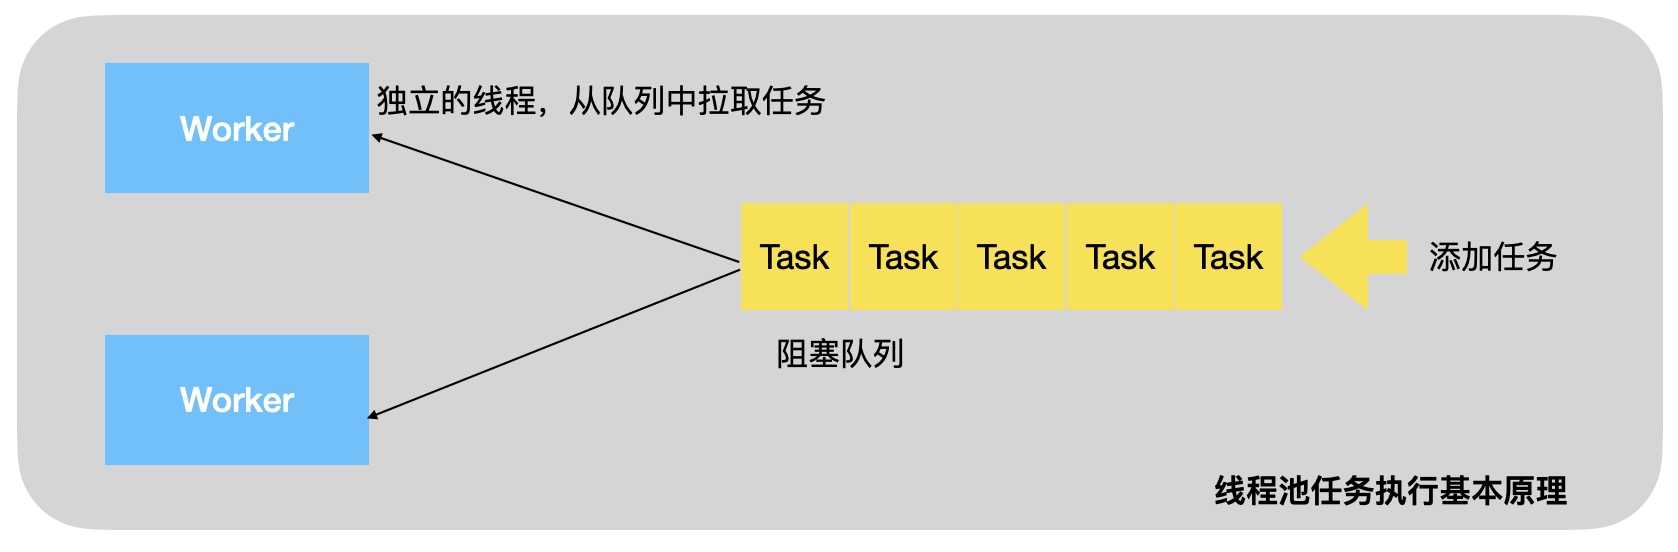 独立的线程，从队列中拉取任务
Worker
Task Task Task Task Task
添加任务
阻塞队列
Worker
线程池任务执行基本原理